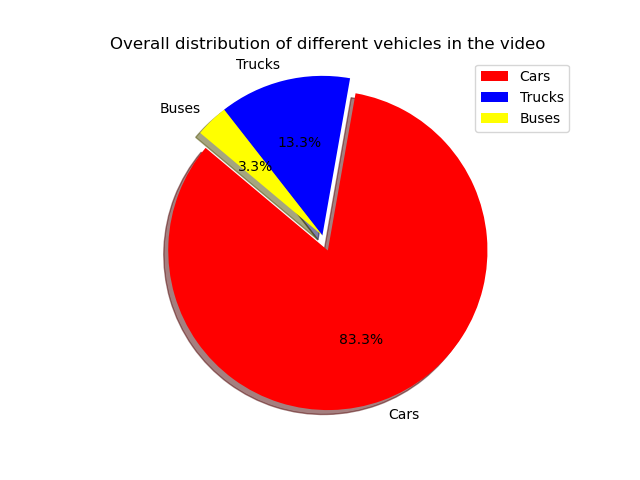 Overall distribution of different vehicles in the video
Trucks
Buses
Cars
Trucks
Buses
13.3%
3.3%
83.3%
Cars